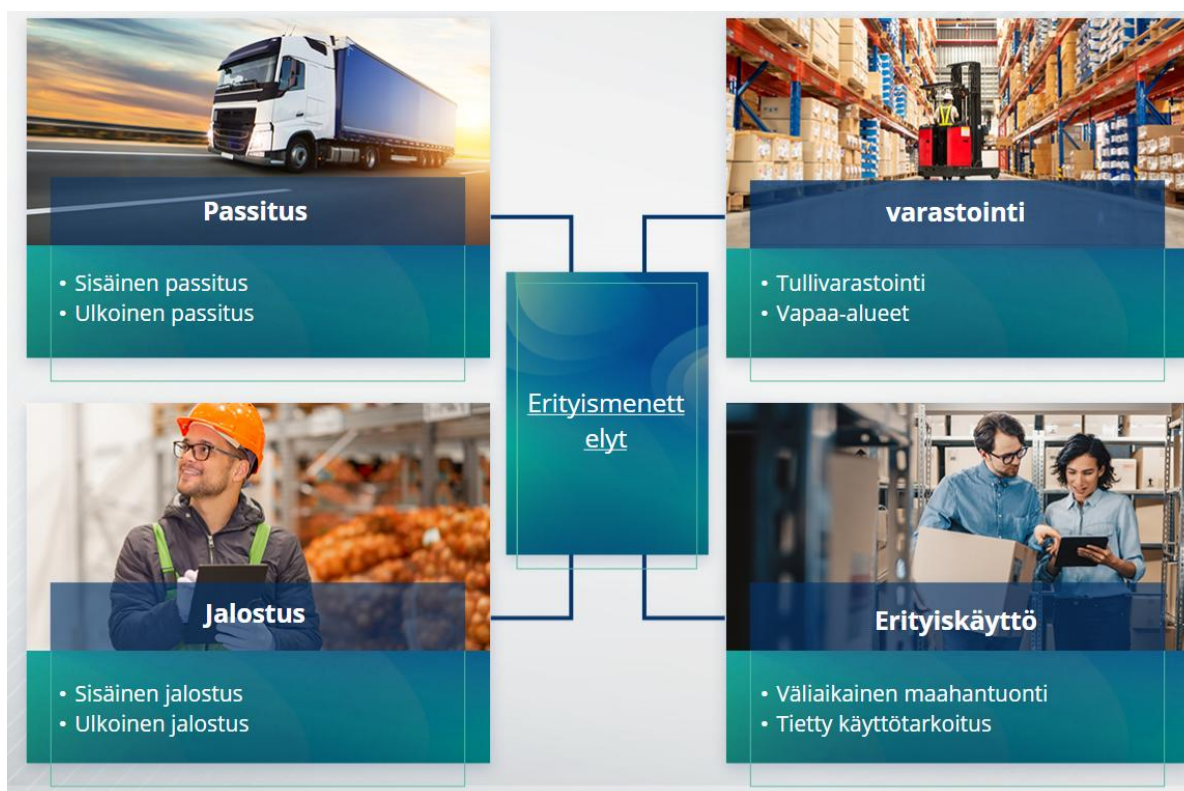 Passitus
• Sisäinen passitus
• Ulkoinen passitus
varastointi
• Tullivarastointi
• Vapaa-alueet
Erityismenett
elyt
Jalostus
• Sisäinen jalostus
• Ulkoinen jalostus
Erityiskäyttö
• Väliaikainen maahantuonti
• Tietty käyttötarkoitus